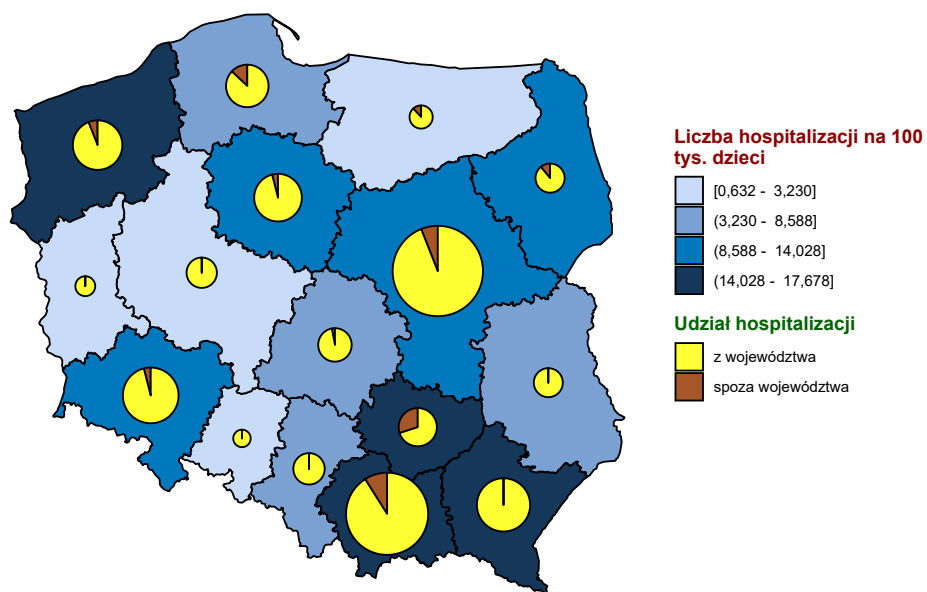 Liczba hospitalizacji na 100
tys. dzieci
[0,632 - 3,230]
(3,230 - 8,588]
(8,588 - 14,028]
(14,028 - 17,678]
Udział hospitalizacji
z województwa
spoza województwa